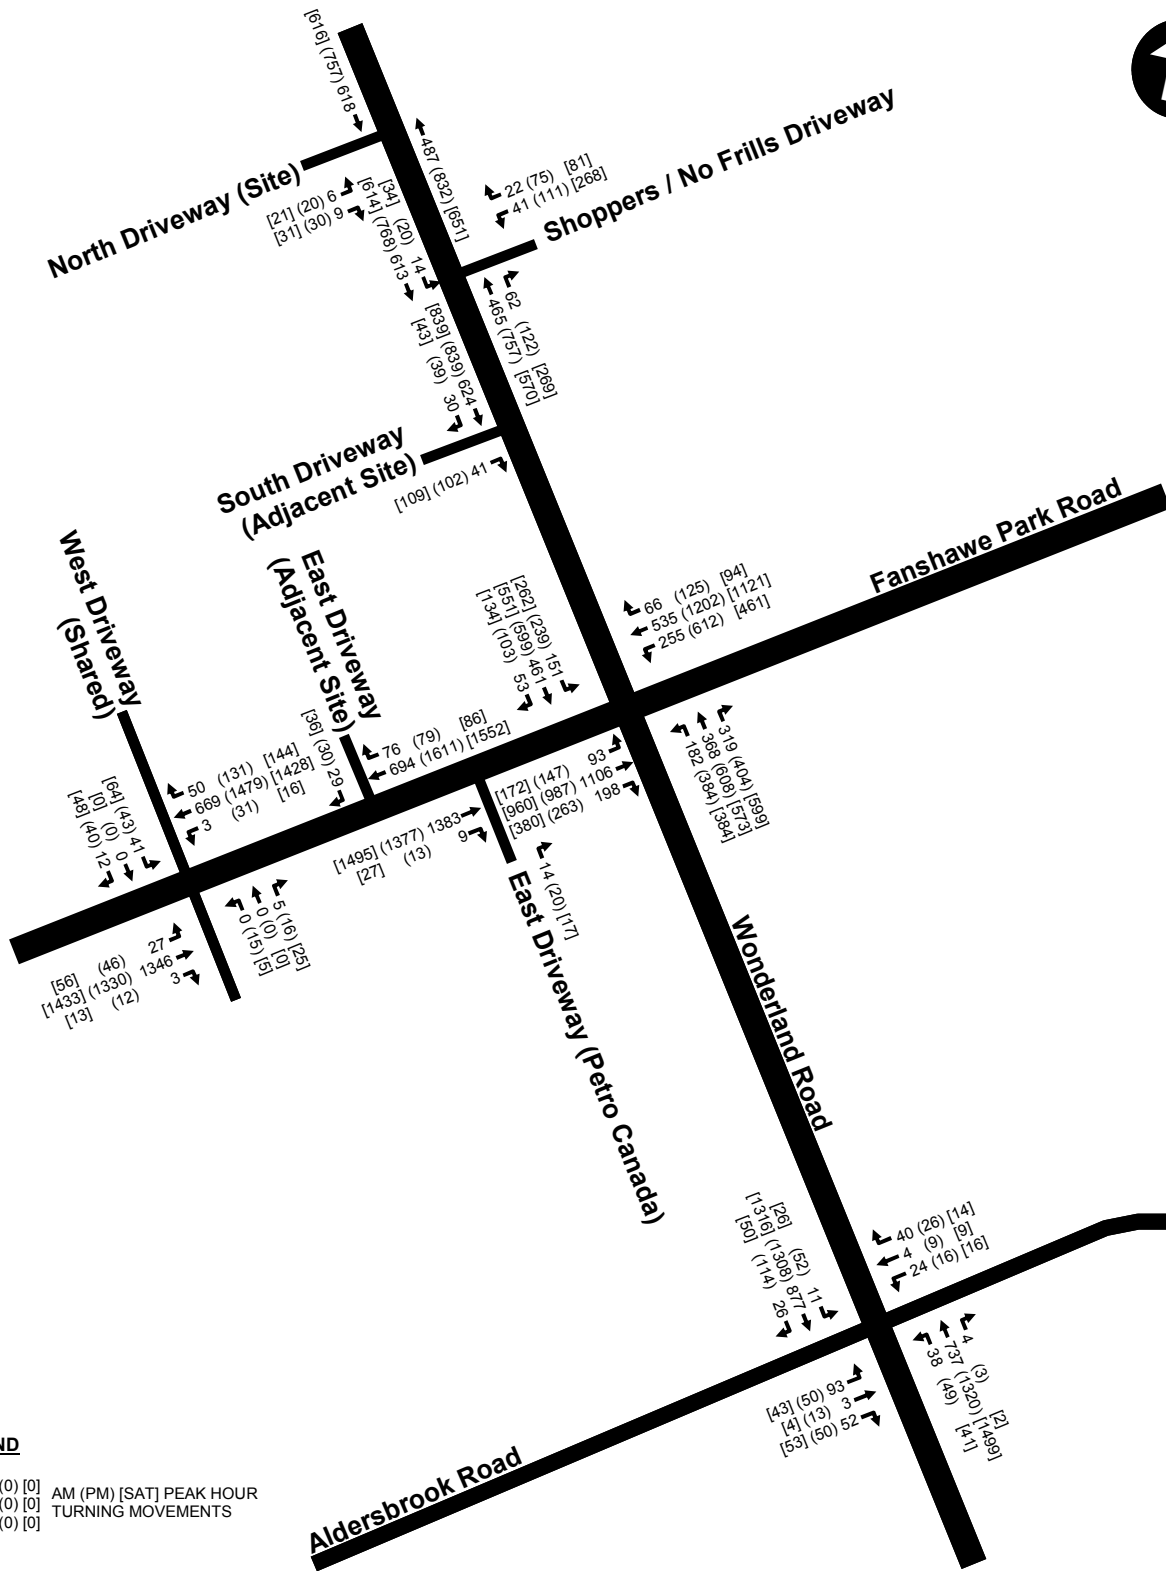 [616] (757) 618
487 (832) [651]
North Driveway (Site)
[21] (20) 6
[31] (30) 9
[34] (20) 14
[614] (768) 613
22 (75) [81]
41 (111) [268]
Shoppers / No Frills Driveway
62 (122) [269]
465 (757) [570]
[839] (839) 624
[43] (39) 30
South Driveway
(Adjacent Site)
[109] (102) 41
West Driveway
(Shared)
East Driveway
(Adjacent Site)
[36] (30) 29
76 (79) [86]
694 (1611) [1552]
[262] (239) 151
[551] (599) 461
[134] (103) 53
66 (125) [94]
535 (1202) [1121]
255 (612) [461]
Fanshawe Park Road
[64] (43) 41
[0] (0) 0
[48] (40) 12
50 (131) [144]
669 (1479) [1428]
3 (31) [16]
[56] (46) 27
[1433] (1330) 1346
[13] (12) 3
5 (16) [25]
0 (0) [0]
0 (15) [5]
[1495] (1377) 1383
[27] (13) 9
14 (20) [17]
East Driveway (Petro Canada)
[172] (147) 93
[960] (987) 1106
[380] (263) 198
319 (404) [599]
368 (608) [573]
182 (384) [384]
Wonderland Road
[26] (52) 11
[1316] (1308) 877
[50] (114) 26
40 (26) [14]
4 (9) [9]
24 (16) [16]
[43] (50) 93
[4] (13) 3
[53] (50) 52
4 (3) [2]
737 (1320) [1499]
38 (49) [41]
Aldersbrook Road
ND
(0) [0]
(0) [0]
(0) [0]
AM (PM) [SAT] PEAK HOUR
TURNING MOVEMENTS